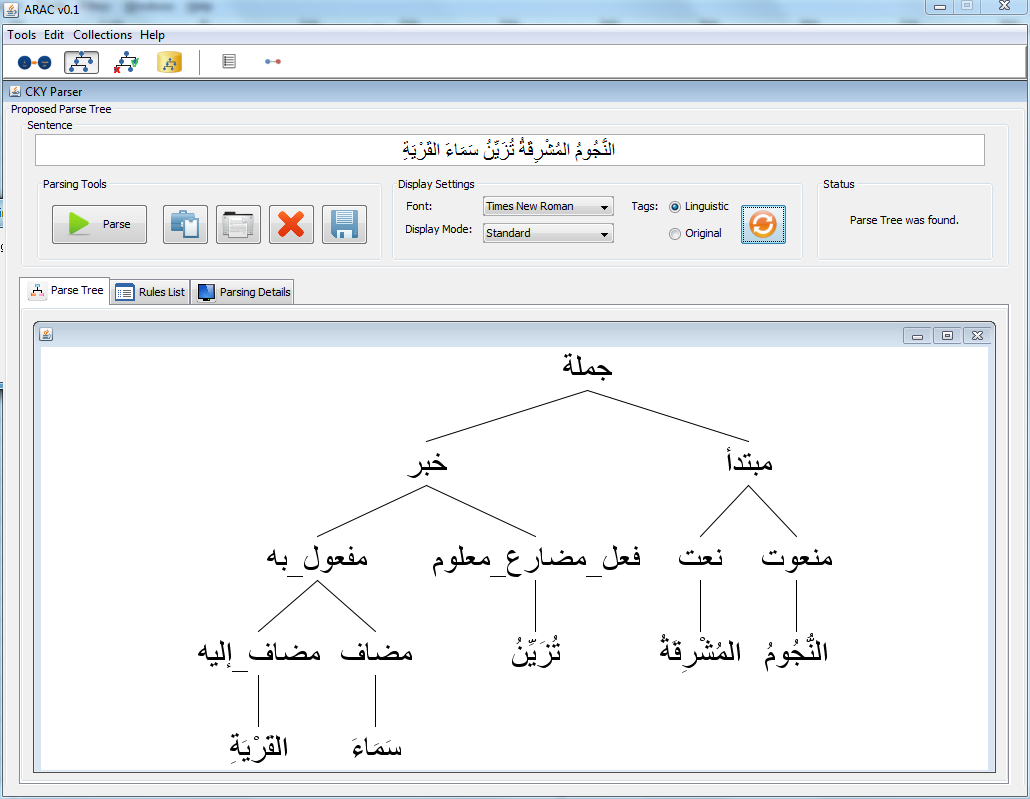 ARAC v0.1
Tools Edit Collections Help
CKY Parser
Proposed Parse Tree
Sentence
النُّجُومُ المُشْرِقَةُ تُزَيِّنُ سَمَاءَ القَرْيَةِ
Parsing Tools
Parse
Display Settings
Font: Times New Roman
Display Mode: Standard
Tags: Linguistic
Original
Status
Parse Tree was found.
Parse Tree Rules List Parsing Details
جملة
مبتدأ خبر
منعوت نعت فعل_مضارع_معلوم مفعول_به
النُّجُومُ المُشْرِقَةُ تُزَيِّنُ مضاف مضاف_إليه
سَمَاءَ القَرْيَةِ